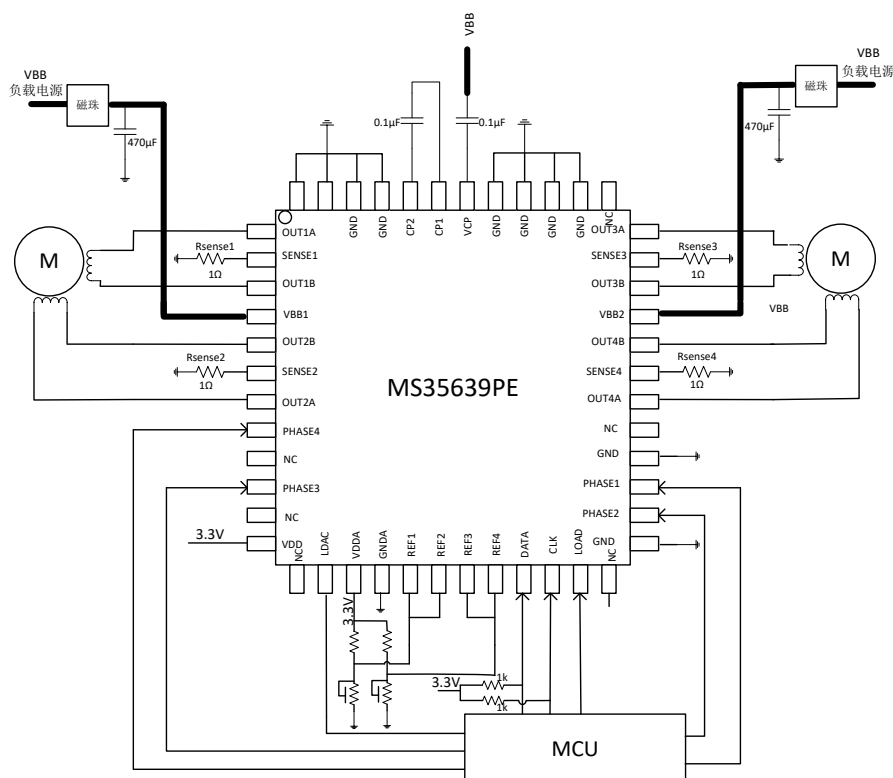 VBB
VBB
负载电源
磁珠
470μF
0.1μF
0.1μF
VBB
负载电源
磁珠
470μF
GND
GND
CP2
CP1
VCP
GND
GND
GND
GND
NC
M
OUT1A
Rsense1
1Ω
SENSE1
OUT1B
VBB1
OUT2B
Rsense2
1Ω
SENSE2
OUT2A
PHASE4
NC
PHASE3
NC
3.3V
VDD
MS35639PE
OUT3A
Rsense3
1Ω
SENSE3
OUT3B
VBB
VBB2
OUT4B
Rsense4
1Ω
SENSE4
OUT4A
NC
GND
PHASE1
PHASE2
GND
M
NC
LDAC
VDDA
GNDA
REF1
REF2
REF3
REF4
DATA
CLK
LOAD
NC
3.3V
3.3V
1k
1k
MCU